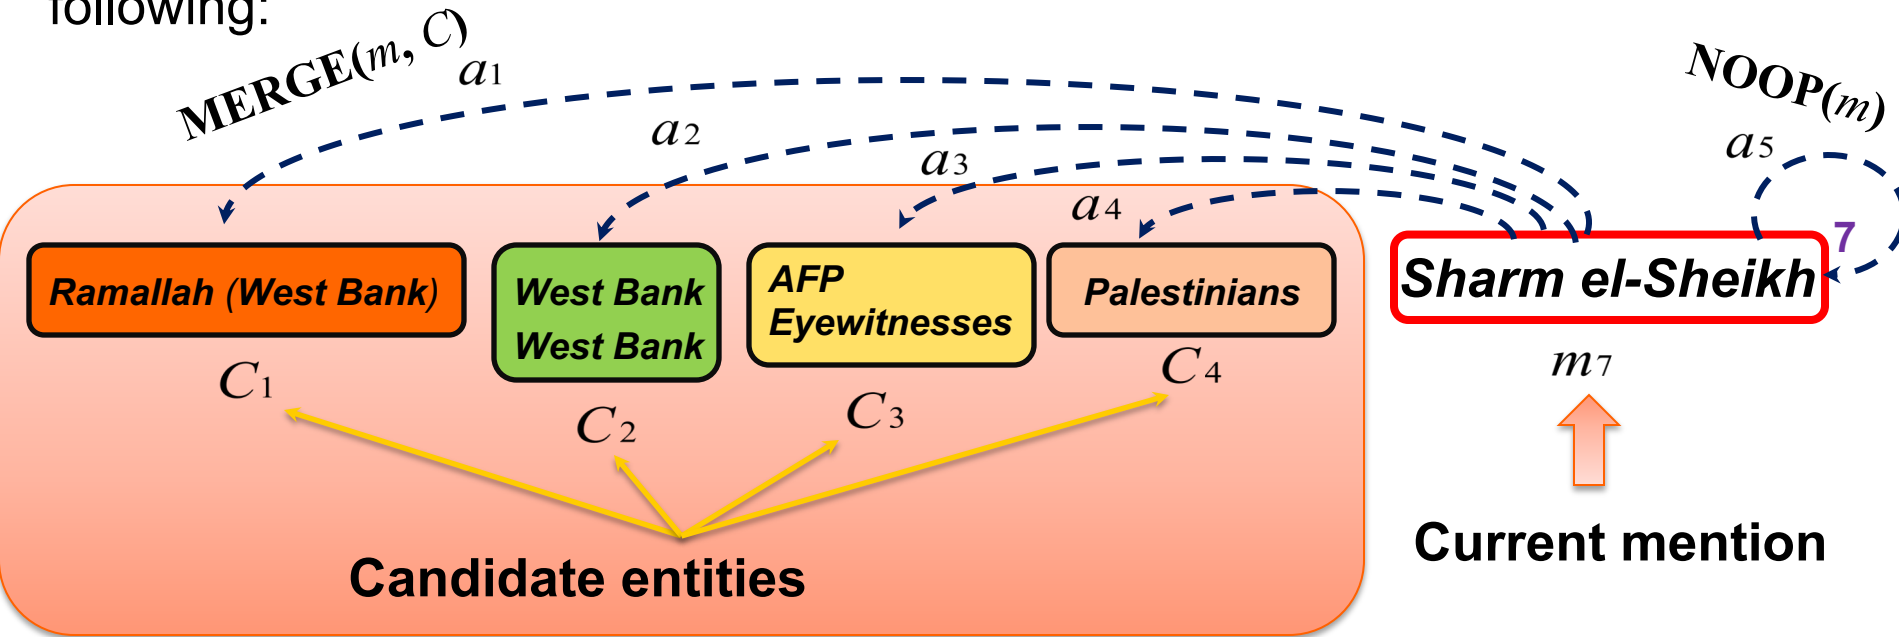 following:
MERGE(m, C)
a1
a2
a3
a4
NOOP(m)
a5
7
Ramallah (West Bank)
West Bank
West Bank
AFP
Eyewitnesses
Palestinians
Sharm el-Sheikh
C1
C2
C3
C4
m7
Candidate entities
Current mention